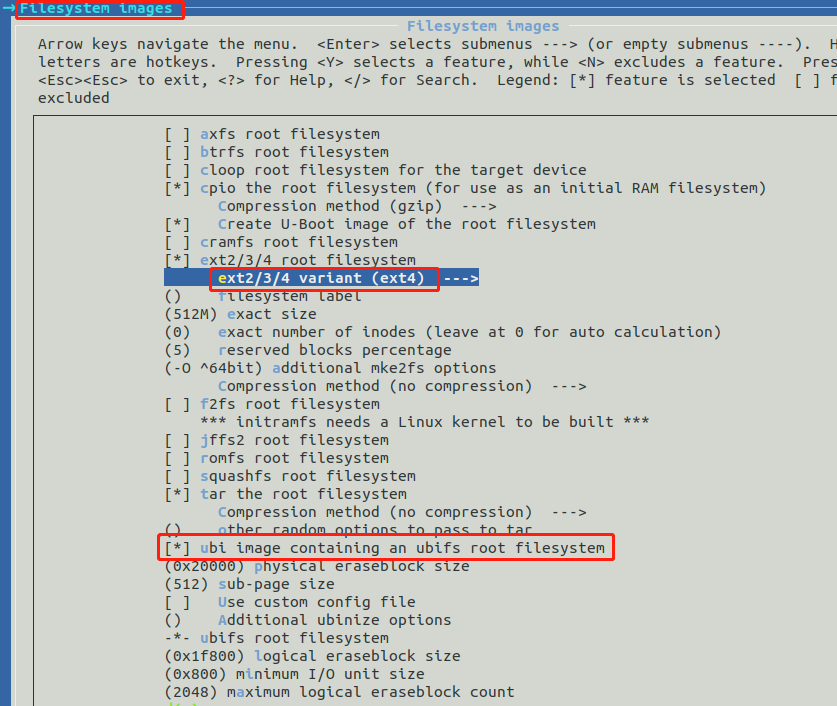 →Filesystem images
Filesystem images
Arrow keys navigate the menu.  <Enter> selects submenus ---> (or empty submenus ----).  H
letters are hotkeys.  Pressing <Y> selects a feature, while <N> excludes a feature.  Pres
<Esc><Esc> to exit, <?> for Help, </> for Search.  Legend: [*] feature is selected  [ ] f
excluded
[ ] axfs root filesystem
[ ] btrfs root filesystem
[ ] cloop root filesystem for the target device
[*] cpio the root filesystem (for use as an initial RAM filesystem)
Compression method (gzip)  --->
[*]   Create U-Boot image of the root filesystem
[ ] cramfs root filesystem
[*] ext2/3/4 root filesystem
ext2/3/4 variant (ext4)  --->
()    filesystem label
(512M) exact size
(0)   exact number of inodes (leave at 0 for auto calculation)
(5)   reserved blocks percentage
(-O ^64bit) additional mke2fs options
Compression method (no compression)  --->
[ ] f2fs root filesystem
*** initramfs needs a Linux kernel to be built ***
[ ] jffs2 root filesystem
[ ] romfs root filesystem
[ ] squashfs root filesystem
[*] tar the root filesystem
Compression method (no compression)  --->
()    other random options to pass to tar
[*] ubi image containing an ubifs root filesystem
(0x20000) physical eraseblock size
(512) sub-page size
[ ]   Use custom config file
()    Additional ubinize options
-*- ubifs root filesystem
(0x1f800) logical eraseblock size
(0x800) minimum I/O unit size
(2048) maximum logical eraseblock count